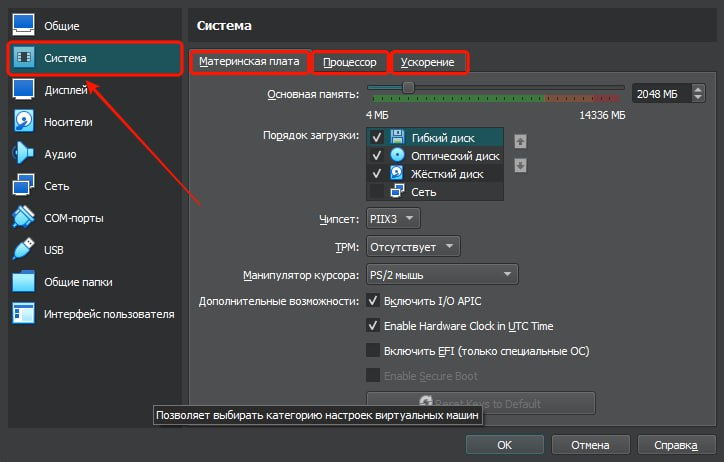 Общие
Система
Дисплей
Носители
Аудио
Сеть
COM-порты
USB
Общие папки
Интерфейс пользователя
Система
Материнская плата Процессор Ускорение
Основная память: 2048 МБ
4 МБ 14336 МБ
Порядок загрузки: Гибкий диск
Оптический диск
Жёсткий диск
Сеть
Чипсет: PIIX3
TPM: Отсутствует
Манипулятор курсора: PS/2 мышь
Дополнительные возможности: Включить I/O APIC
Enable Hardware Clock in UTC Time
Включить EFI (только специальные ОС)
Enable Secure Boot
Reset Keys to Default
Позволяет выбирать категорию настроек виртуальных машин
OK Отмена Справка